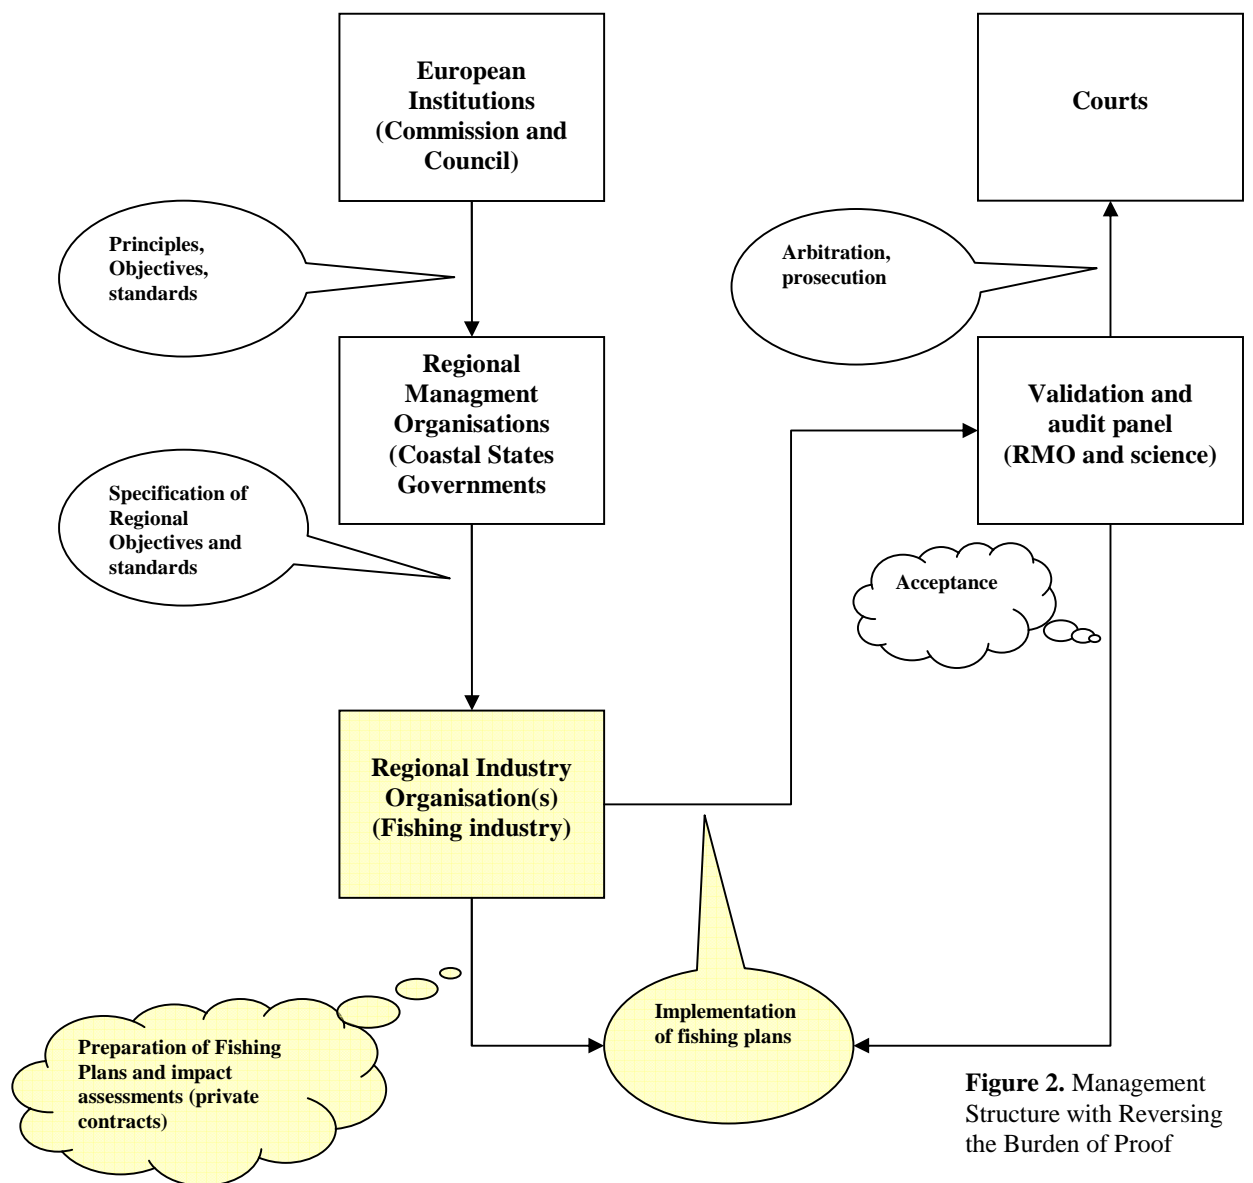 European
Institutions
(Commission and
Council)
Courts
Principles,
Objectives,
standards
Arbitration,
prosecution
Regional
Managment
Organisations
(Coastal States
Governments
Validation and
audit panel
(RMO and science)
Specification of
Regional
Objectives and
standards
Acceptance
Regional Industry
Organisation(s)
(Fishing industry)
Implementation
of fishing plans
Preparation of Fishing
Plans and impact
assessments (private
contracts)
Figure 2. Management
Structure with Reversing
the Burden of Proof